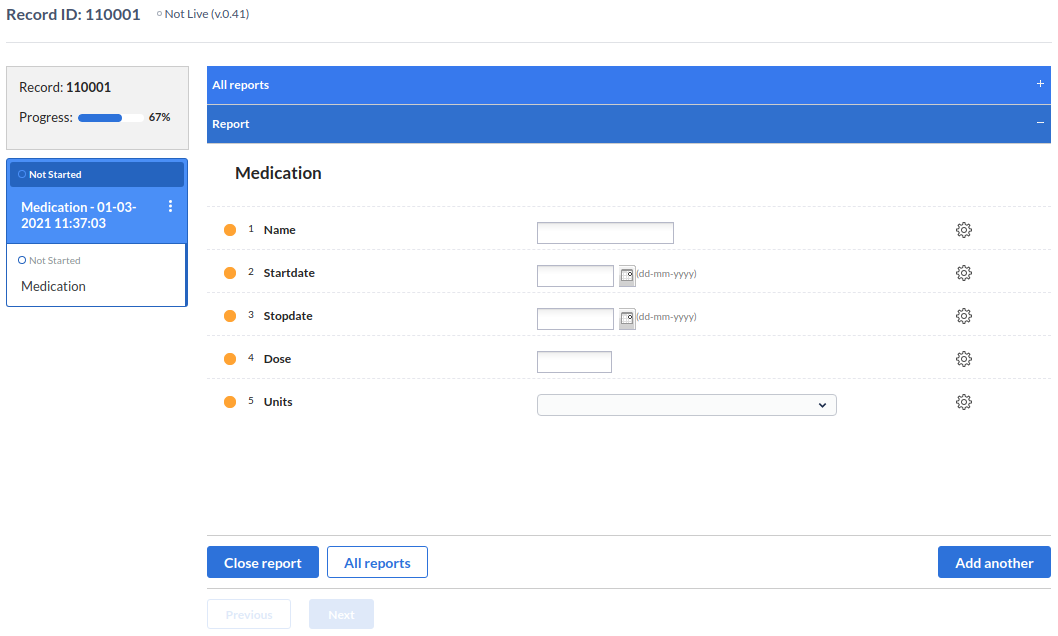 Record ID: 110001 Not Live (v.0.41)
Record: 110001
Progress: 67%
Not Started
Medication - 01-03-
2021 11:37:03
Not Started
Medication
All reports +
Report −
Medication
1 Name
2 Startdate (dd-mm-yyyy)
3 Stopdate (dd-mm-yyyy)
4 Dose
5 Units
Close report All reports Add another
Previous Next